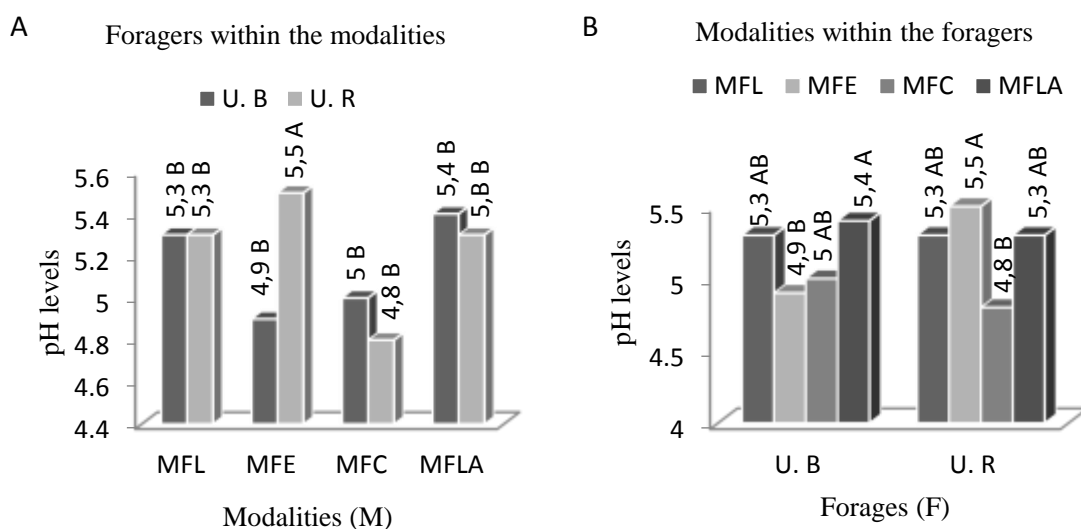 A
Foragers within the modalities
U. B U. R
5,3 B 5,3 B 4,9 B 5,5 A 5 B 4,8 B 5,4 B 5,B B
5.6
5.4
5.2
5
4.8
4.6
4.4
pH levels
MFL MFE MFC MFLA
Modalities (M)
B
Modalities within the foragers
MFL MFE MFC MFLA
5,3 AB 4,9 B 5 AB 5,4 A 5,3 AB 5,5 A 4,8 B 5,3 AB
5.5
5
4.5
4
pH levels
U. B U. R
Forages (F)